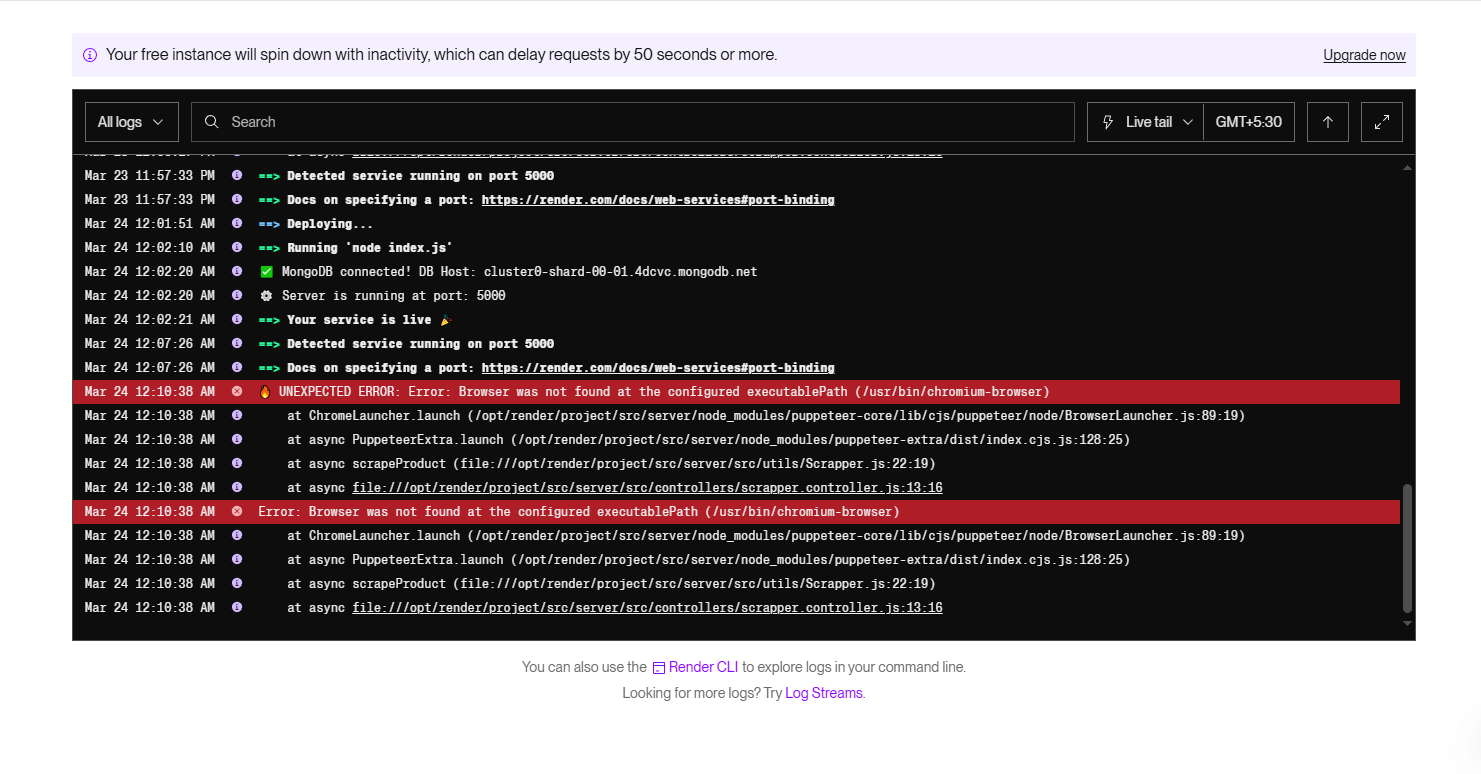 Your free instance will spin down with inactivity, which can delay requests by 50 seconds or more. Upgrade now
All logs Search Live tail GMT+5:30
Mar 23 11:57:33 PM ==> Detected service running on port 5000
Mar 23 11:57:33 PM ==> Docs on specifying a port: https://render.com/docs/web-services#port-binding
Mar 24 12:01:51 AM ==> Deploying...
Mar 24 12:02:10 AM ==> Running 'node index.js'
Mar 24 12:02:20 AM ✅ MongoDB connected! DB Host: cluster0-shard-00-01.4dcvc.mongodb.net
Mar 24 12:02:20 AM ⚙ Server is running at port: 5000
Mar 24 12:02:21 AM ==> Your service is live 🎉
Mar 24 12:07:26 AM ==> Detected service running on port 5000
Mar 24 12:07:26 AM ==> Docs on specifying a port: https://render.com/docs/web-services#port-binding
Mar 24 12:10:38 AM 🔥 UNEXPECTED ERROR: Error: Browser was not found at the configured executablePath (/usr/bin/chromium-browser)
Mar 24 12:10:38 AM at ChromeLauncher.launch (/opt/render/project/src/server/node_modules/puppeteer-core/lib/cjs/puppeteer/node/BrowserLauncher.js:89:19)
Mar 24 12:10:38 AM at async PuppeteerExtra.launch (/opt/render/project/src/server/node_modules/puppeteer-extra/dist/index.cjs.js:128:25)
Mar 24 12:10:38 AM at async scrapeProduct (file:///opt/render/project/src/server/src/utils/Scrapper.js:22:19)
Mar 24 12:10:38 AM at async file:///opt/render/project/src/server/src/controllers/scrapper.controller.js:13:16
Mar 24 12:10:38 AM Error: Browser was not found at the configured executablePath (/usr/bin/chromium-browser)
Mar 24 12:10:38 AM at ChromeLauncher.launch (/opt/render/project/src/server/node_modules/puppeteer-core/lib/cjs/puppeteer/node/BrowserLauncher.js:89:19)
Mar 24 12:10:38 AM at async PuppeteerExtra.launch (/opt/render/project/src/server/node_modules/puppeteer-extra/dist/index.cjs.js:128:25)
Mar 24 12:10:38 AM at async scrapeProduct (file:///opt/render/project/src/server/src/utils/Scrapper.js:22:19)
Mar 24 12:10:38 AM at async file:///opt/render/project/src/server/src/controllers/scrapper.controller.js:13:16
You can also use the Render CLI to explore logs in your command line.
Looking for more logs? Try Log Streams.